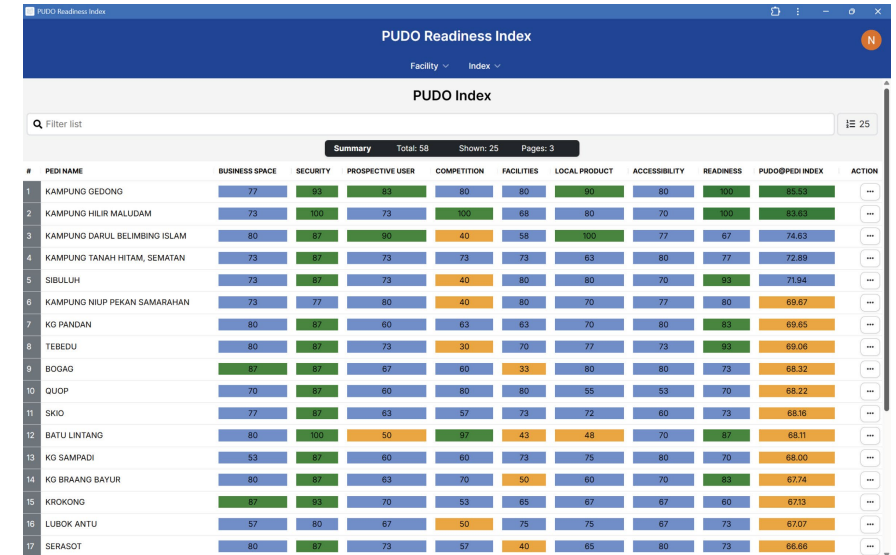 PUDO Readiness Index
PUDO Readiness Index
N
Facility Index
PUDO Index
Filter list
25
Summary Total: 58 Shown: 25 Pages: 3
# PEDI NAME BUSINESS SPACE SECURITY PROSPECTIVE USER COMPETITION FACILITIES LOCAL PRODUCT ACCESSIBILITY READINESS PUDO@PEDI INDEX ACTION
1 KAMPUNG GEDONG 77 93 83 80 80 90 80 100 85.53 ...
2 KAMPUNG HILIR MALUDAM 73 100 73 100 68 80 70 100 83.63 ...
3 KAMPUNG DARUL BELIMBING ISLAM 80 87 90 40 58 100 77 67 74.63 ...
4 KAMPUNG TANAH HITAM, SEMATAN 73 87 73 73 73 63 80 77 72.89 ...
5 SIBULUH 73 87 73 40 80 80 70 93 71.94 ...
6 KAMPUNG NIUP PEKAN SAMARAHAN 73 77 80 40 80 70 77 80 69.67 ...
7 KG PANDAN 80 87 60 63 63 70 80 83 69.65 ...
8 TEBEDU 80 87 73 30 70 77 73 93 69.06 ...
9 BOGAG 87 87 67 60 33 80 80 73 68.32 ...
10 QUOP 70 87 60 80 80 55 53 70 68.22 ...
11 SKIO 77 87 63 57 73 72 60 73 68.16 ...
12 BATU LINTANG 80 100 50 97 43 48 70 87 68.11 ...
13 KG SAMPADI 53 87 60 60 73 75 80 70 68.00 ...
14 KG BRAANG BAYUR 80 87 63 70 50 60 70 83 67.74 ...
15 KROKONG 87 93 70 53 65 67 67 60 67.13 ...
16 LUBOK ANTU 57 80 67 50 75 75 67 73 67.07 ...
17 SERASOT 80 87 73 57 40 65 80 73 66.66 ...